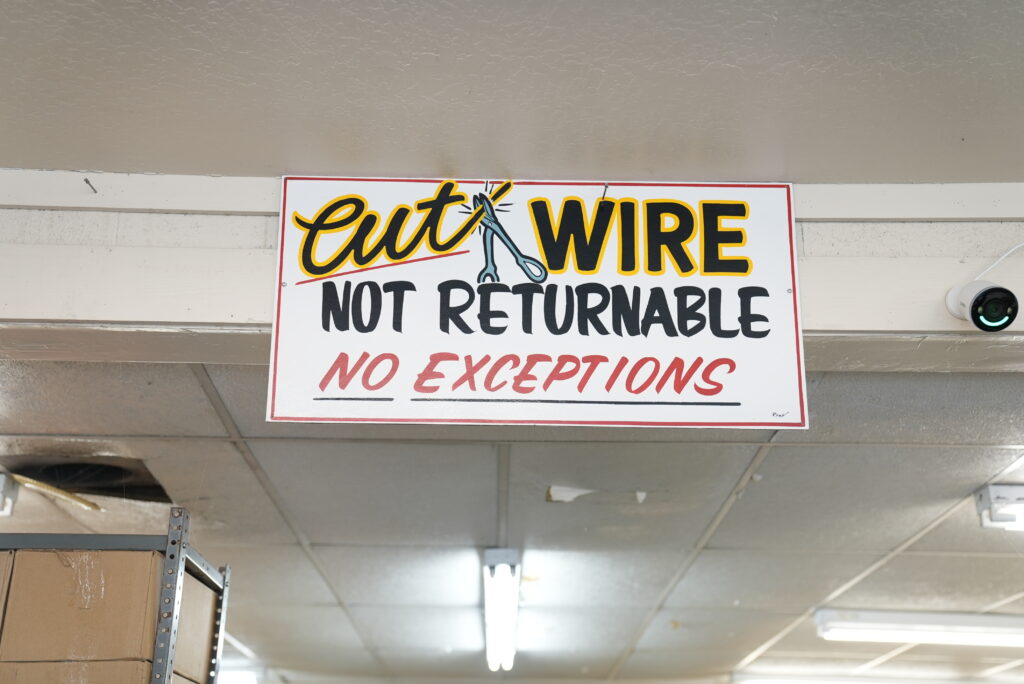 Cut WIRE
NOT RETURNABLE
NO EXCEPTIONS